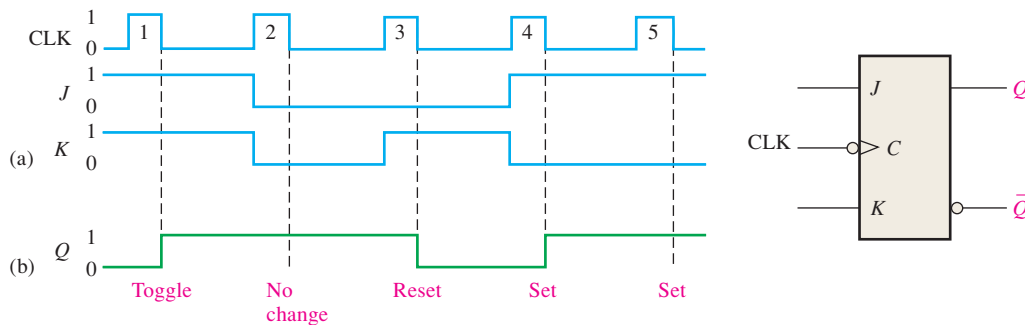 1
CLK
0
1 2 3 4 5
1
J
0
1
(a) K
0
1
(b) Q
0
Toggle No change Reset Set Set
J Q
CLK C
K Q̅